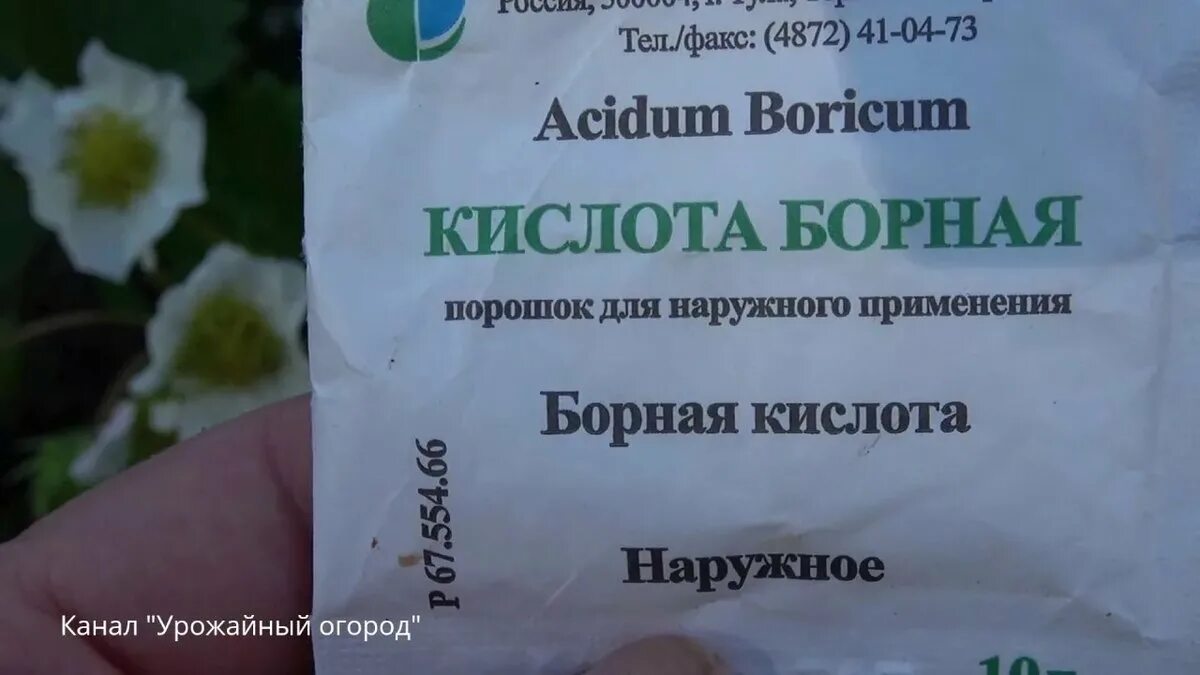 Россия,
Тел./факс: (4872) 41-04-73
Acidum Boricum
КИСЛОТА БОРНАЯ
порошок для наружного применения
Борная кислота
Р 67.554.66
Наружное
Канал "Урожайный огород"